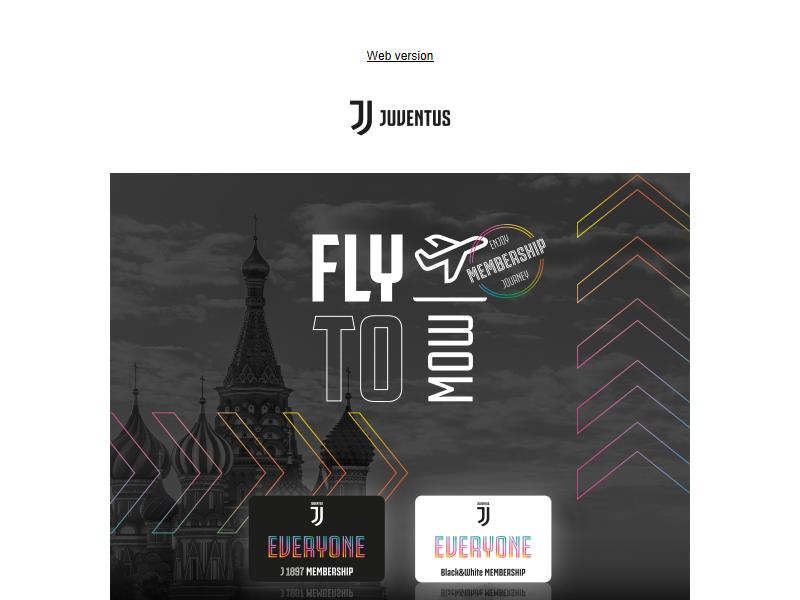 Web version
JUVENTUS
FLY
TO
MOW
ENJOY
MEMBERSHIP
JOURNEY
JUVENTUS
EVERYONE
J 1897 MEMBERSHIP
JUVENTUS
EVERYONE
Black&White MEMBERSHIP